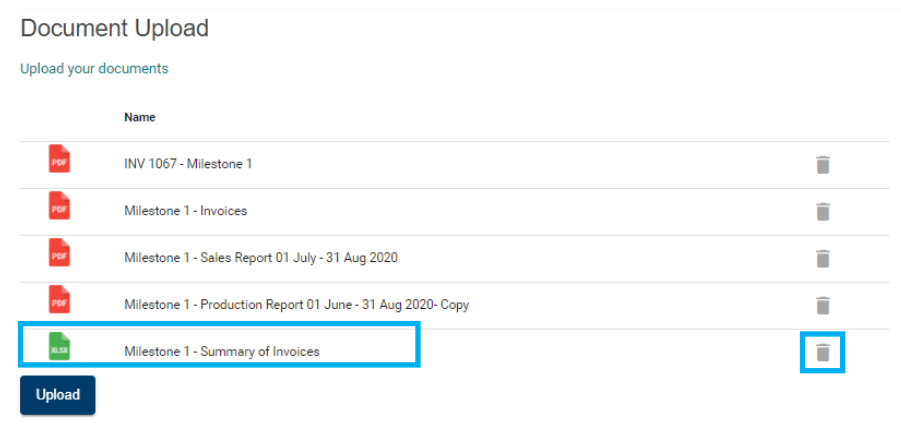 Document Upload
Upload your documents
Name
PDF INV 1067 - Milestone 1
PDF Milestone 1 - Invoices
PDF Milestone 1 - Sales Report 01 July - 31 Aug 2020
PDF Milestone 1 - Production Report 01 June - 31 Aug 2020- Copy
XLSX Milestone 1 - Summary of Invoices
Upload